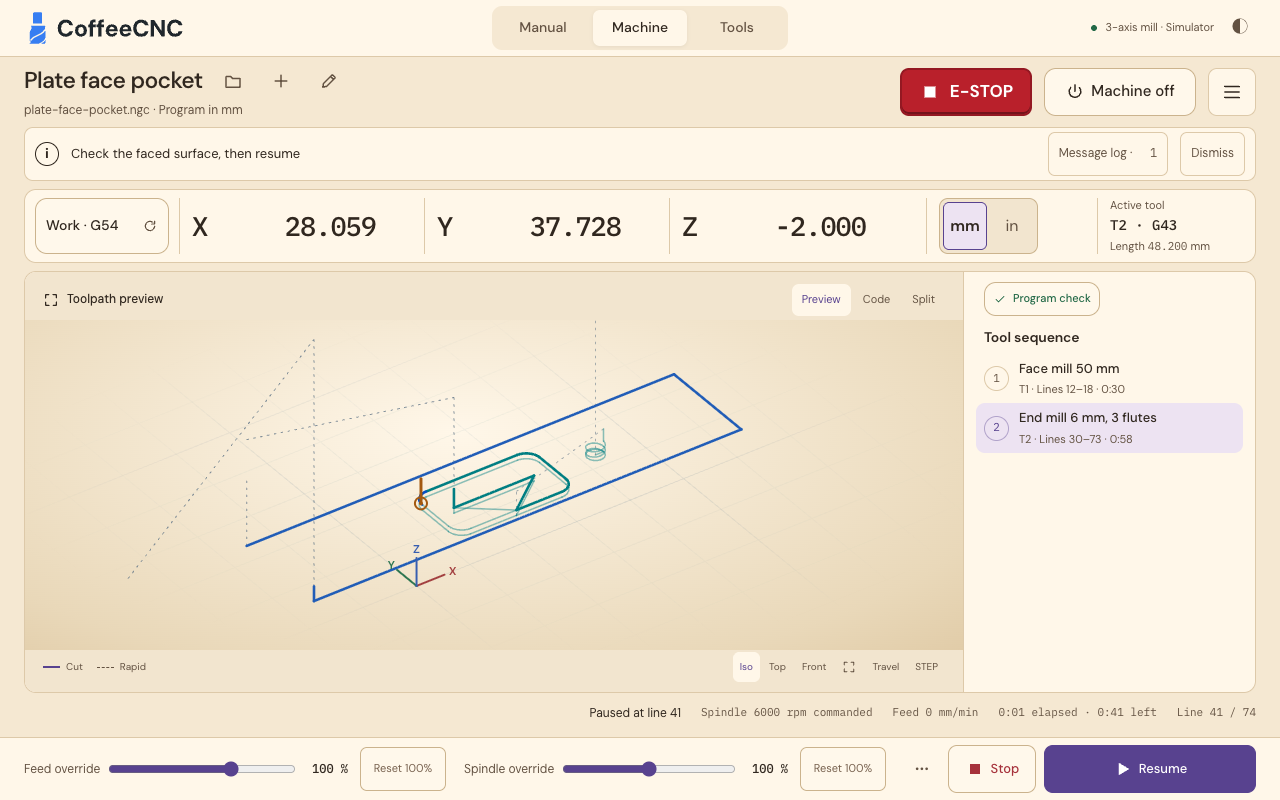 CoffeeCNC
Manual Machine Tools
3-axis mill · Simulator
Plate face pocket
plate-face-pocket.ngc · Program in mm
E-STOP
Machine off
i Check the faced surface, then resume
Message log · 1
Dismiss
Work · G54
X 28.059
Y 37.728
Z -2.000
mm in
Active tool
T2 · G43
Length 48.200 mm
Toolpath preview
Preview Code Split
Z
Y
X
Cut Rapid
Iso Top Front Travel STEP
Program check
Tool sequence
1 Face mill 50 mm
T1 · Lines 12–18 · 0:30
2 End mill 6 mm, 3 flutes
T2 · Lines 30–73 · 0:58
Paused at line 41 Spindle 6000 rpm commanded Feed 0 mm/min 0:01 elapsed · 0:41 left Line 41 / 74
Feed override 100 % Reset 100% Spindle override 100 % Reset 100% ··· Stop Resume